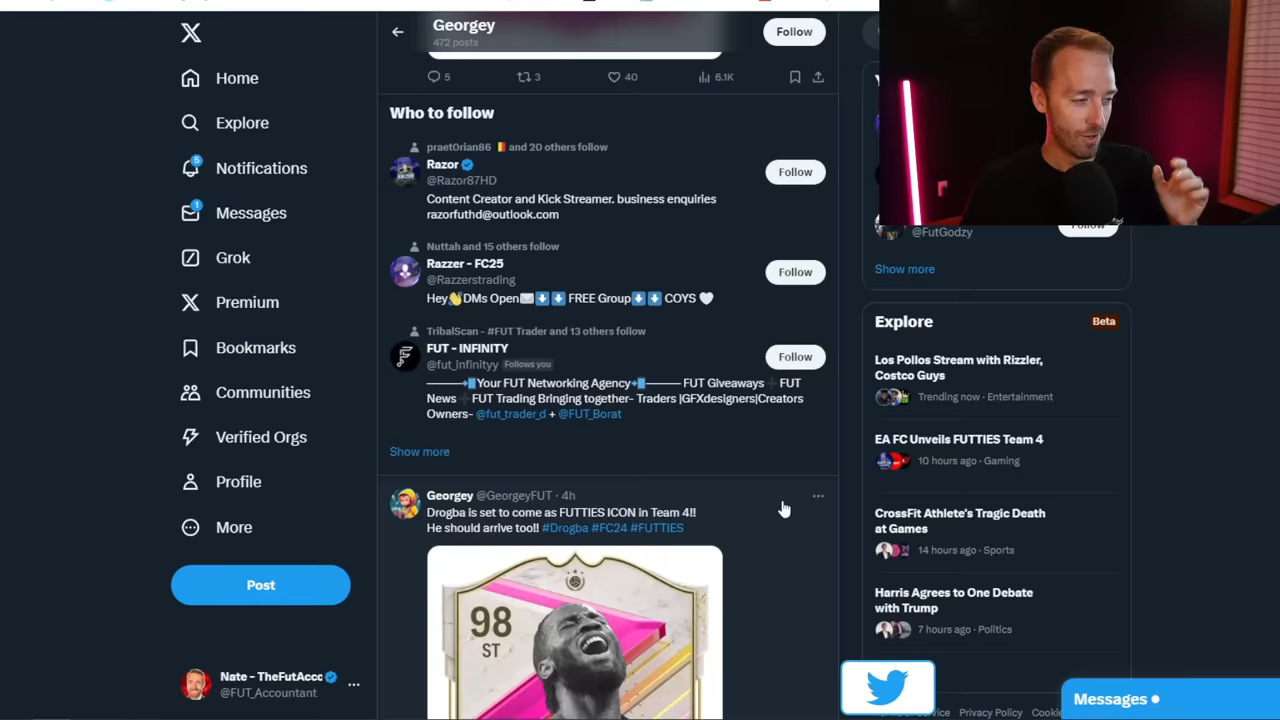 Georgey
472 posts
Follow
5
3
40
6.1K
Home
Explore
5
Notifications
1
Messages
Grok
Premium
Bookmarks
Communities
Verified Orgs
Profile
More
Post
Nate - TheFutAcco
@FUT_Accountant
Who to follow
praet0rian86 and 20 others follow
Razor
@Razor87HD
Follow
Content Creator and Kick Streamer. business enquiries
razorfuthd@outlook.com
Nuttah and 15 others follow
Razzer - FC25
@Razzerstrading
Follow
Hey DMs Open FREE Group COYS
TribalScan - #FUT Trader and 13 others follow
FUT - INFINITY
@fut_infinityy Follows you
Follow
Your FUT Networking Agency FUT Giveaways FUT
News FUT Trading Bringing together- Traders |GFXdesigners|Creators
Owners- @fut_trader_d + @FUT_Borat
Show more
Georgey @GeorgeyFUT · 4h
Drogba is set to come as FUTTIES ICON in Team 4!!
He should arrive too!! #Drogba #FC24 #FUTTIES
98
ST
@FutGodzy
Follow
Show more
Explore
Beta
Los Pollos Stream with Rizzler,
Costco Guys
Trending now · Entertainment
EA FC Unveils FUTTIES Team 4
10 hours ago · Gaming
CrossFit Athlete's Tragic Death
at Games
14 hours ago · Sports
Harris Agrees to One Debate
with Trump
7 hours ago · Politics
Privacy Policy
Messages